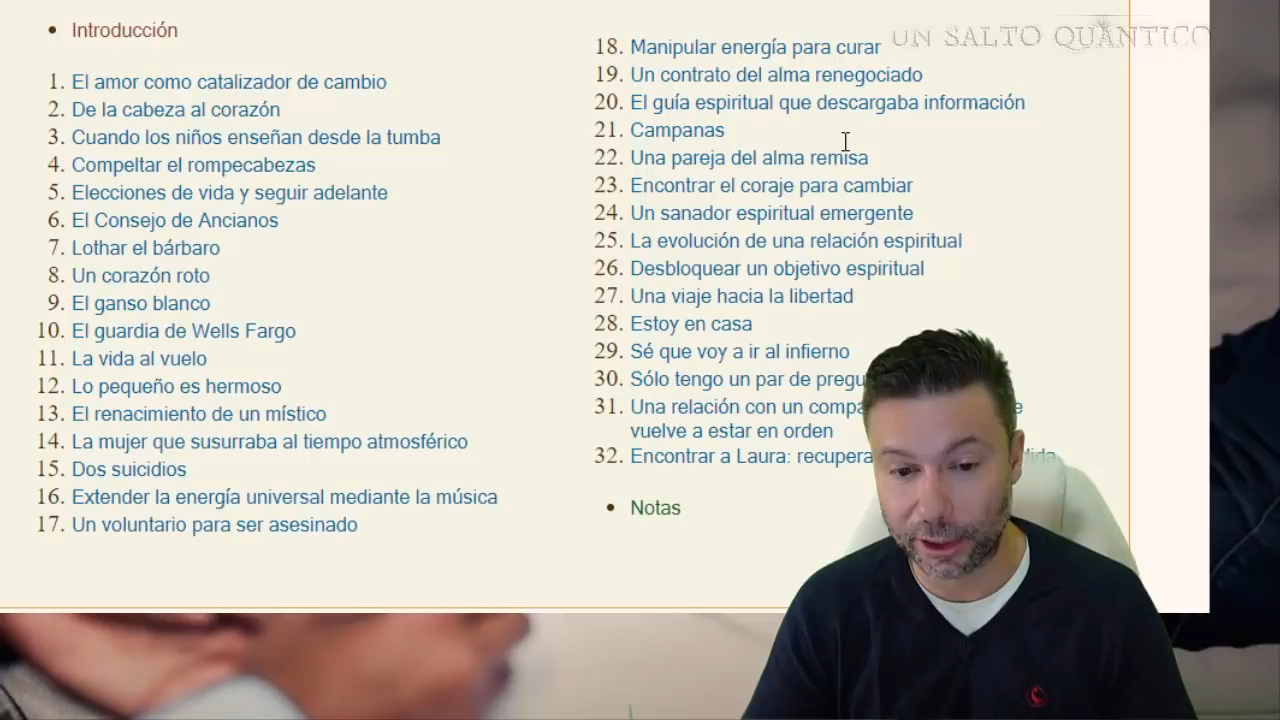 Introducción
1. El amor como catalizador de cambio
2. De la cabeza al corazón
3. Cuando los niños enseñan desde la tumba
4. Compeltar el rompecabezas
5. Elecciones de vida y seguir adelante
6. El Consejo de Ancianos
7. Lothar el bárbaro
8. Un corazón roto
9. El ganso blanco
10. El guardia de Wells Fargo
11. La vida al vuelo
12. Lo pequeño es hermoso
13. El renacimiento de un místico
14. La mujer que susurraba al tiempo atmosférico
15. Dos suicidios
16. Extender la energía universal mediante la música
17. Un voluntario para ser asesinado
UN SALTO QUÁNTICO
18. Manipular energía para curar
19. Un contrato del alma renegociado
20. El guía espiritual que descargaba información
21. Campanas
22. Una pareja del alma remisa
23. Encontrar el coraje para cambiar
24. Un sanador espiritual emergente
25. La evolución de una relación espiritual
26. Desbloquear un objetivo espiritual
27. Una viaje hacia la libertad
28. Estoy en casa
29. Sé que voy a ir al infierno
30. Sólo tengo un par de
31. Una relación con un
vuelve a estar en orden
32. Encontrar a Laura:
Notas